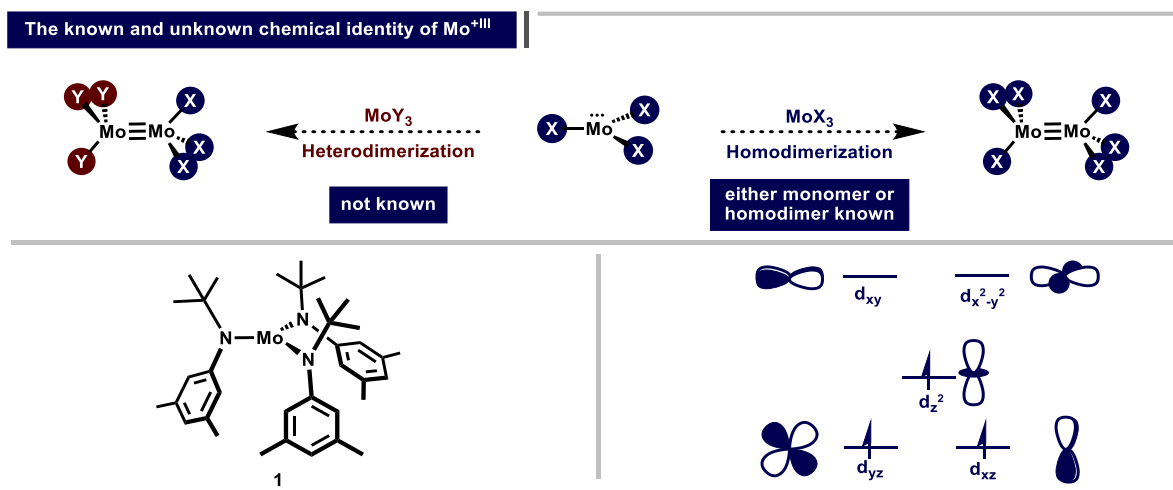 The known and unknown chemical identity of Mo+III
Y Y Y Mo Mo X X X
MoY3
Heterodimerization
not known
X Mo X X
MoX3
Homodimerization
either monomer or
homodimer known
X X X Mo Mo X X X
N Mo N N
1
dxy
dx2-y2
dz2
dyz
dxz